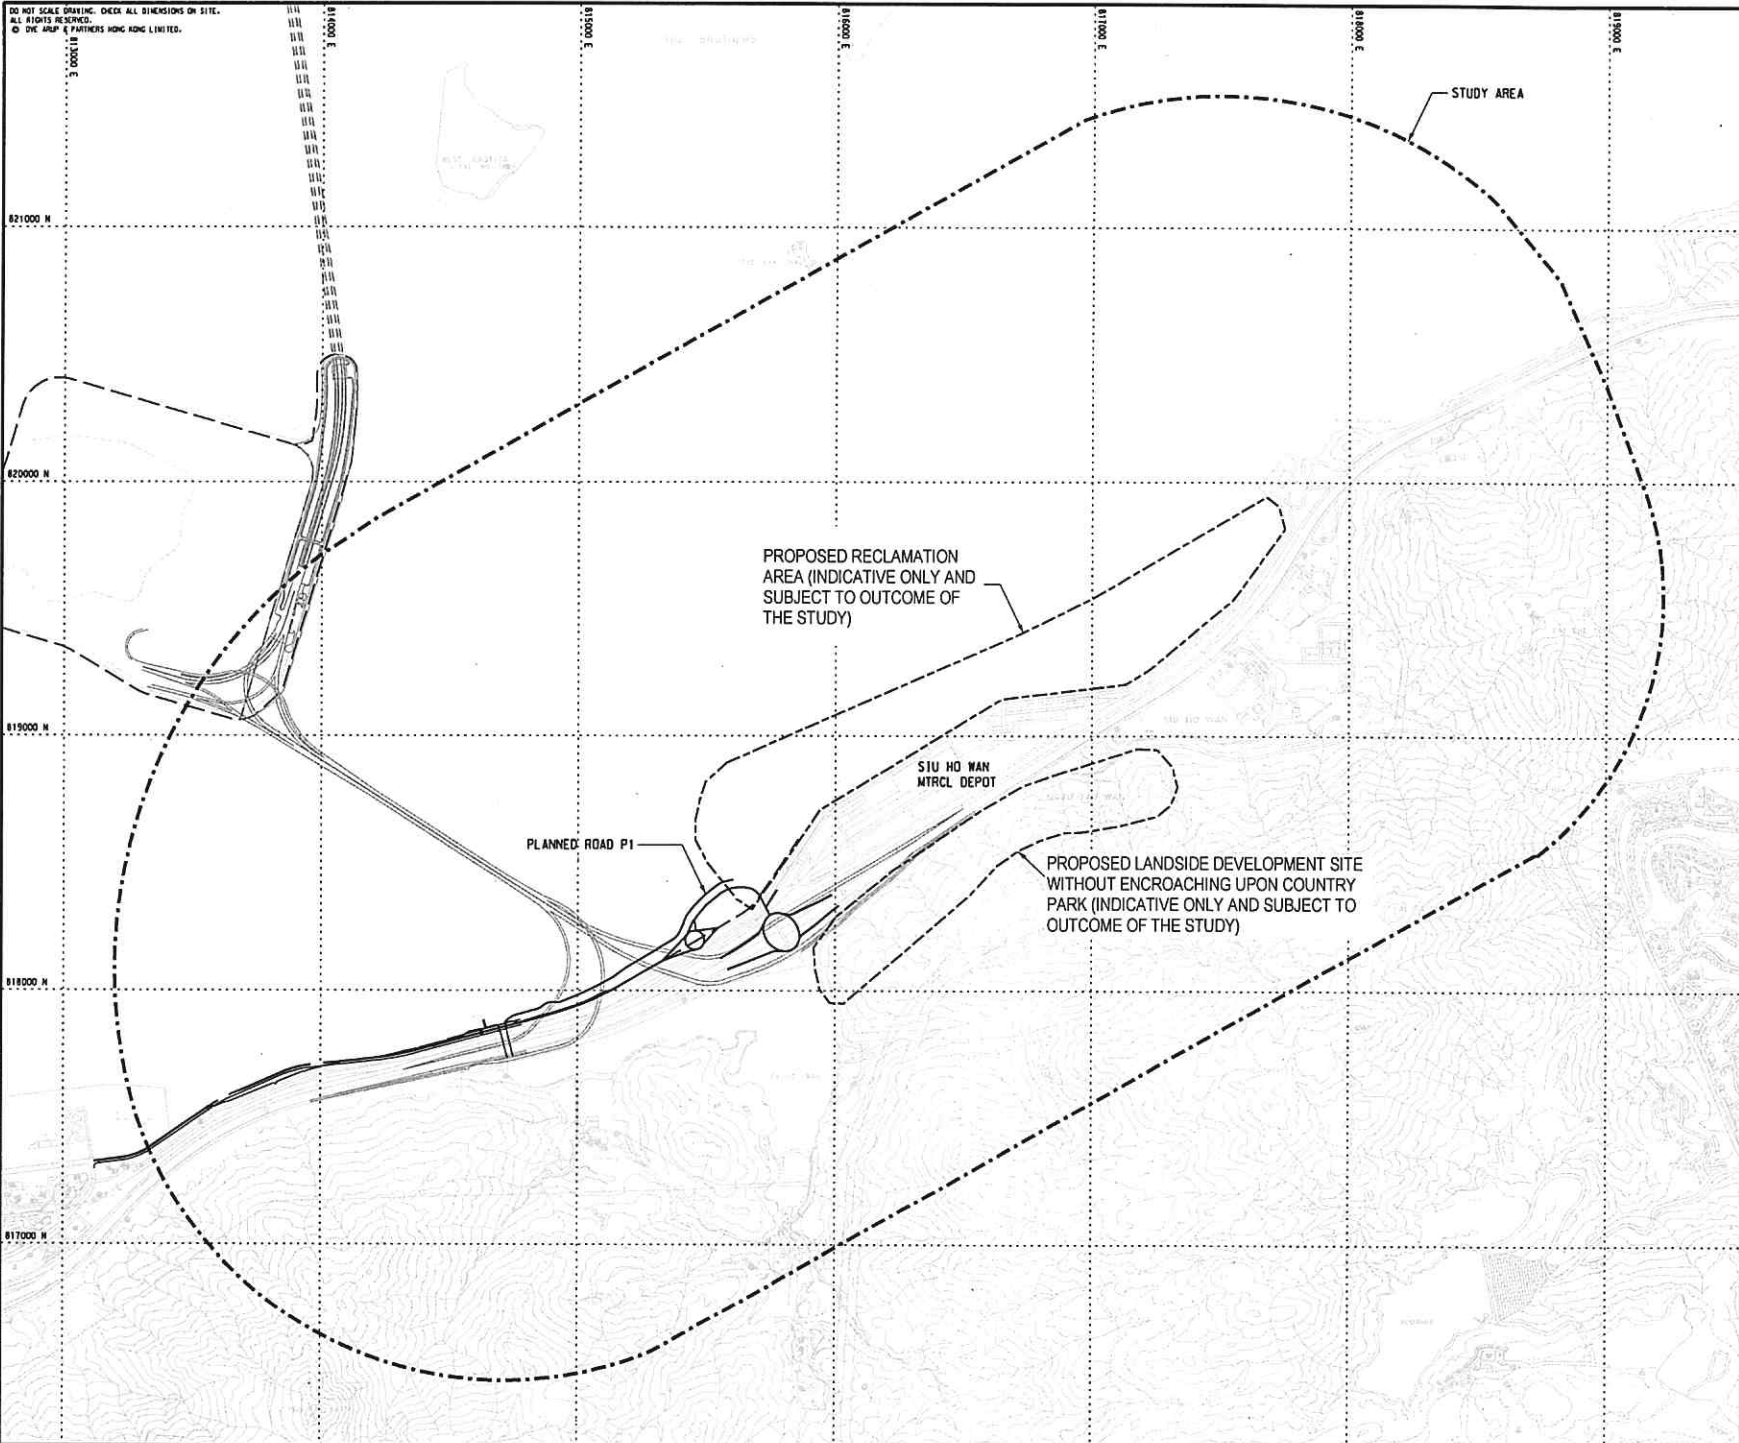 DO NOT SCALE DRAWING. CHECK ALL DIMENSIONS ON SITE.
ALL RIGHTS RESERVED.
© OVE ARUP & PARTNERS HONG KONG LIMITED.
813000 E
814000 E
815000 E
816000 E
817000 E
818000 E
819000 E
STUDY AREA
821000 N
820000 N
PROPOSED RECLAMATION
AREA (INDICATIVE ONLY AND
SUBJECT TO OUTCOME OF
THE STUDY)
819000 N
SIU HO WAN
SIU HO WAN
MTRCL DEPOT
PLANNED ROAD P1
PROPOSED LANDSIDE DEVELOPMENT SITE
WITHOUT ENCROACHING UPON COUNTRY
PARK (INDICATIVE ONLY AND SUBJECT TO
OUTCOME OF THE STUDY)
818000 N
817000 N